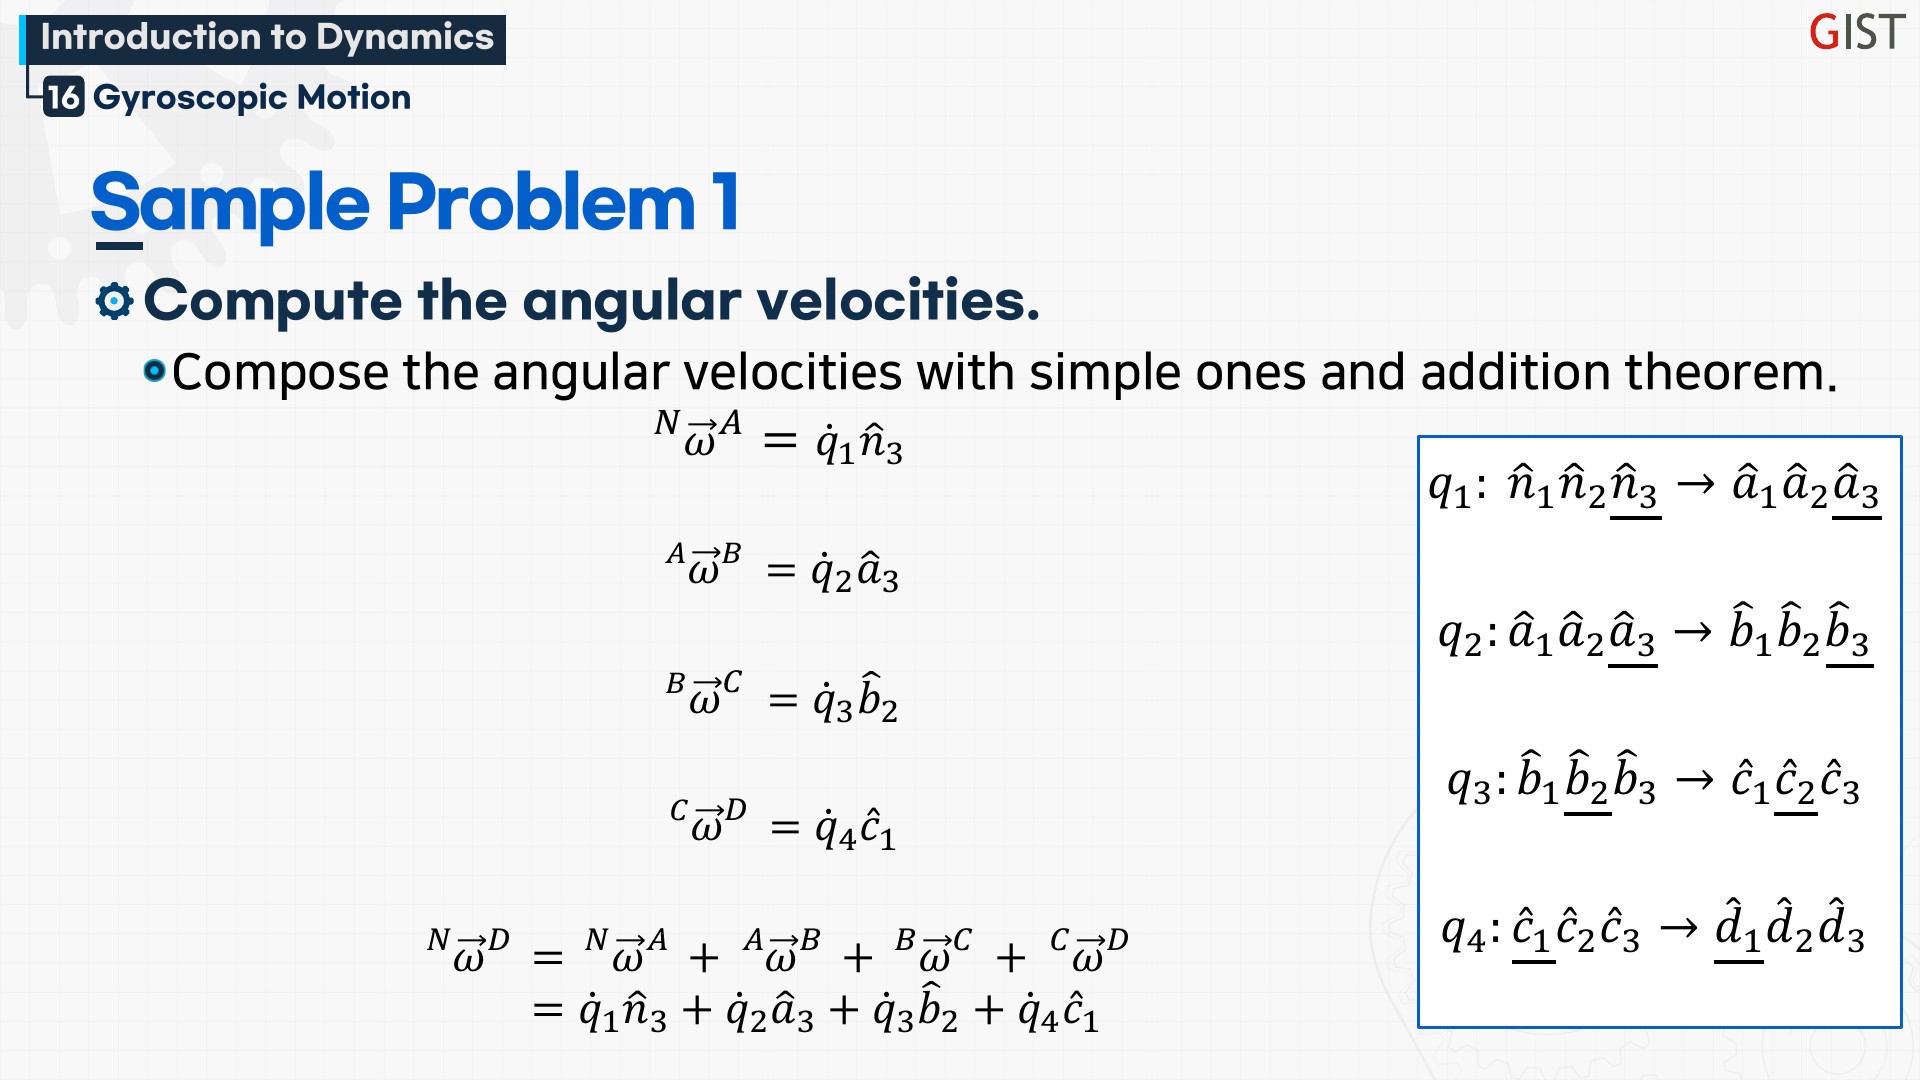 Introduction to Dynamics
GIST
16 Gyroscopic Motion
Sample Problem 1
Compute the angular velocities.
Compose the angular velocities with simple ones and addition theorem.
ᴺω⃗ᴬ = q̇₁n̂₃
ᴬω⃗ᴮ = q̇₂â₃
ᴮω⃗ᶜ = q̇₃b̂₂
ᶜω⃗ᴰ = q̇₄ĉ₁
ᴺω⃗ᴰ = ᴺω⃗ᴬ + ᴬω⃗ᴮ + ᴮω⃗ᶜ + ᶜω⃗ᴰ
= q̇₁n̂₃ + q̇₂â₃ + q̇₃b̂₂ + q̇₄ĉ₁
q₁: n̂₁n̂₂n̂₃ → â₁â₂â₃
q₂: â₁â₂â₃ → b̂₁b̂₂b̂₃
q₃: b̂₁b̂₂b̂₃ → ĉ₁ĉ₂ĉ₃
q₄: ĉ₁ĉ₂ĉ₃ → d̂₁d̂₂d̂₃